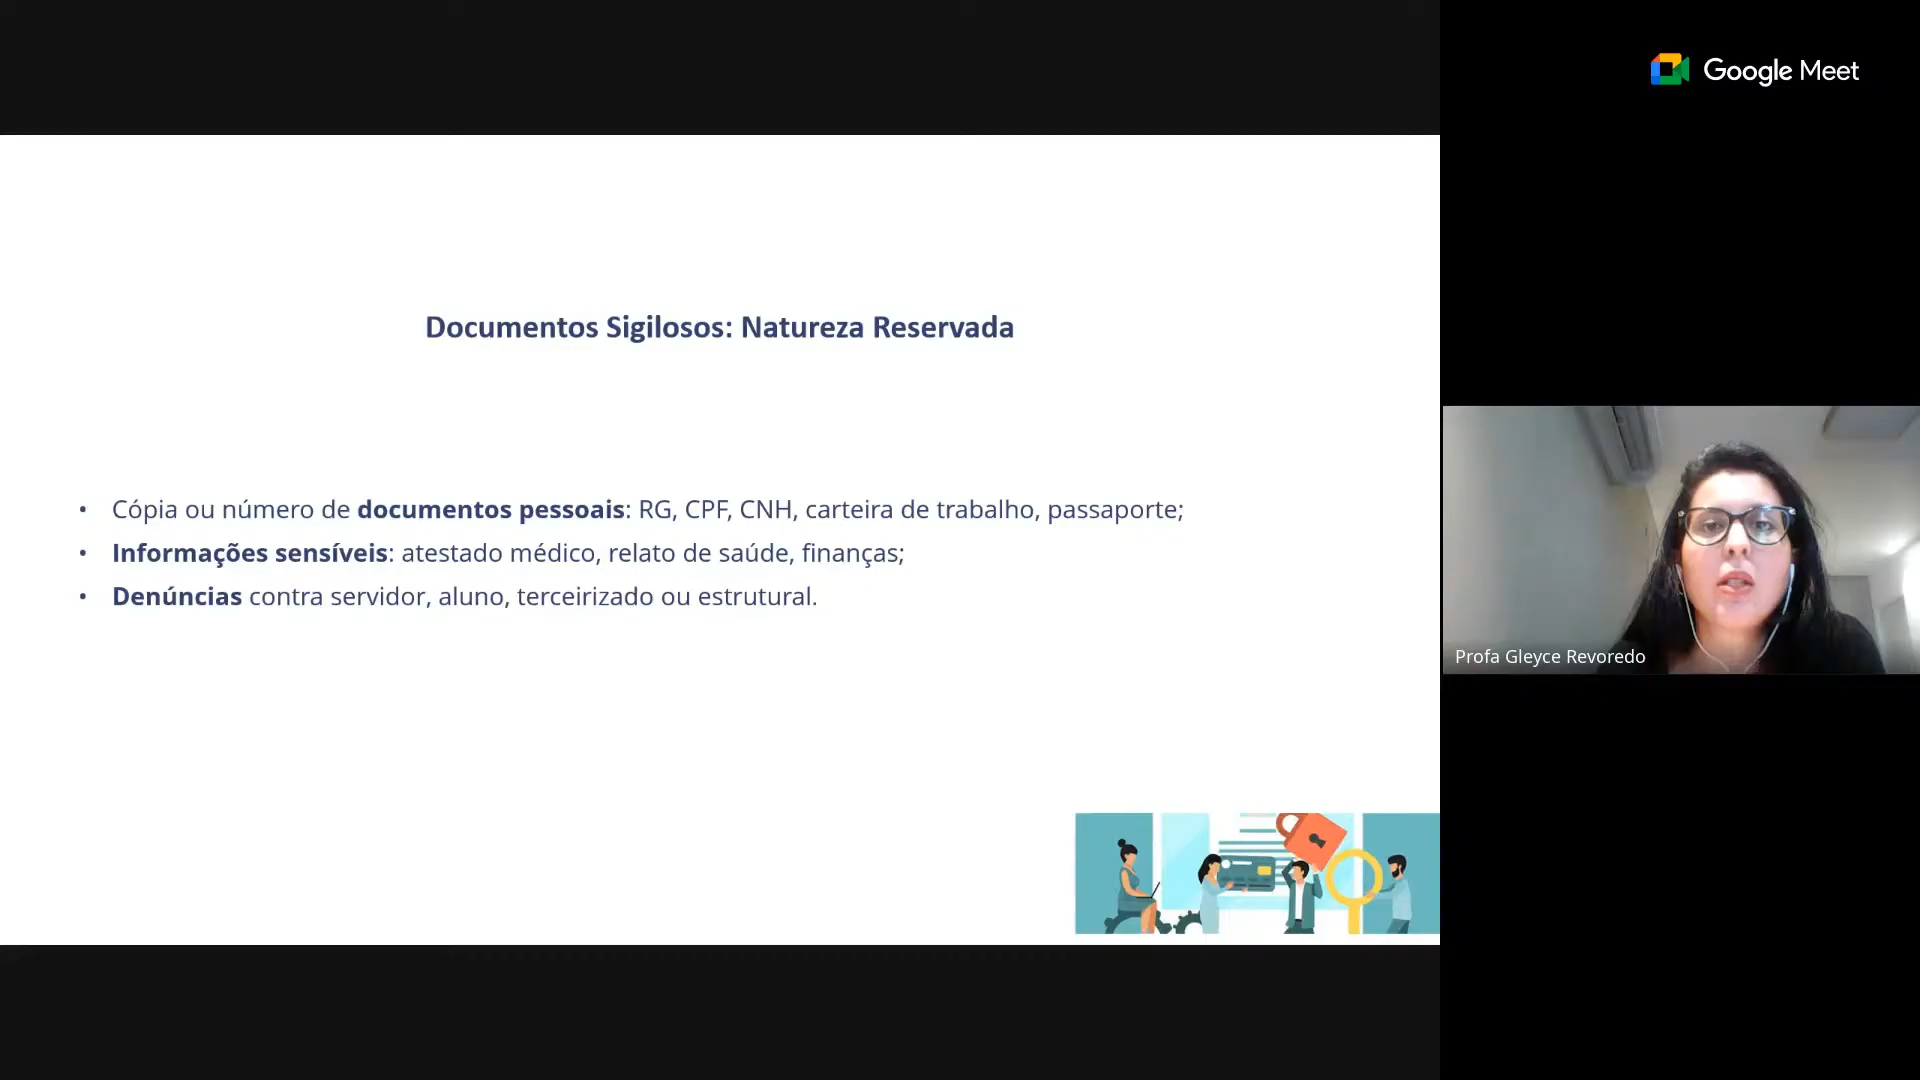 Google Meet
Documentos Sigilosos: Natureza Reservada
• Cópia ou número de documentos pessoais: RG, CPF, CNH, carteira de trabalho, passaporte;
• Informações sensíveis: atestado médico, relato de saúde, finanças;
• Denúncias contra servidor, aluno, terceirizado ou estrutural.
Profa Gleyce Revoredo